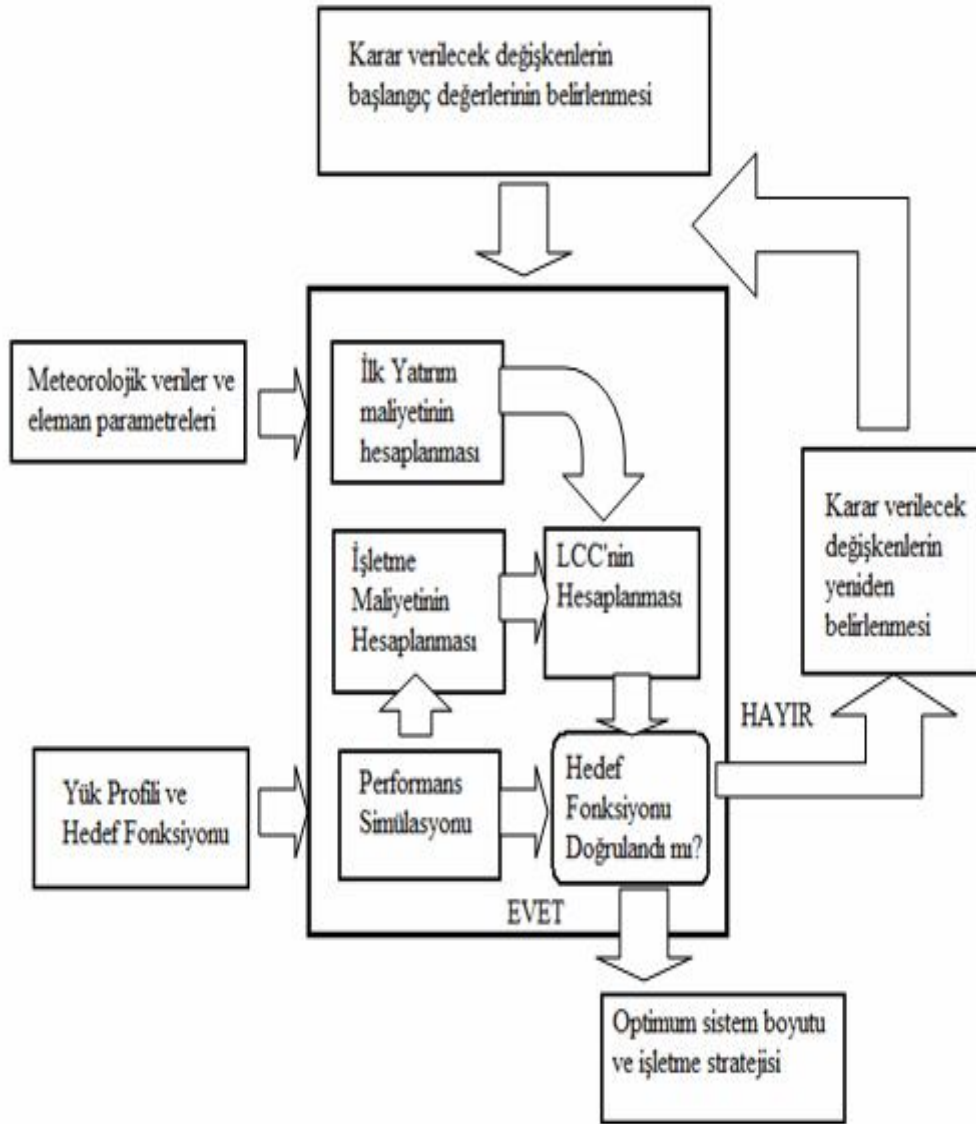 Karar verilecek değişkenlerin
başlangıç değerlerinin belirlenmesi
Meteorolojik veriler ve
eleman parametreleri
İlk Yatırım
maliyetinin
hesaplanması
Karar verilecek
değişkenlerin
yeniden
belirlenmesi
İşletme
Maliyetinin
Hesaplanması
LCC'nin
Hesaplanması
HAYIR
Yük Profili ve
Hedef Fonksiyonu
Performans
Simülasyonu
Hedef
Fonksiyonu
Doğrulandı mı?
EVET
Optimum sistem boyutu
ve işletme stratejisi